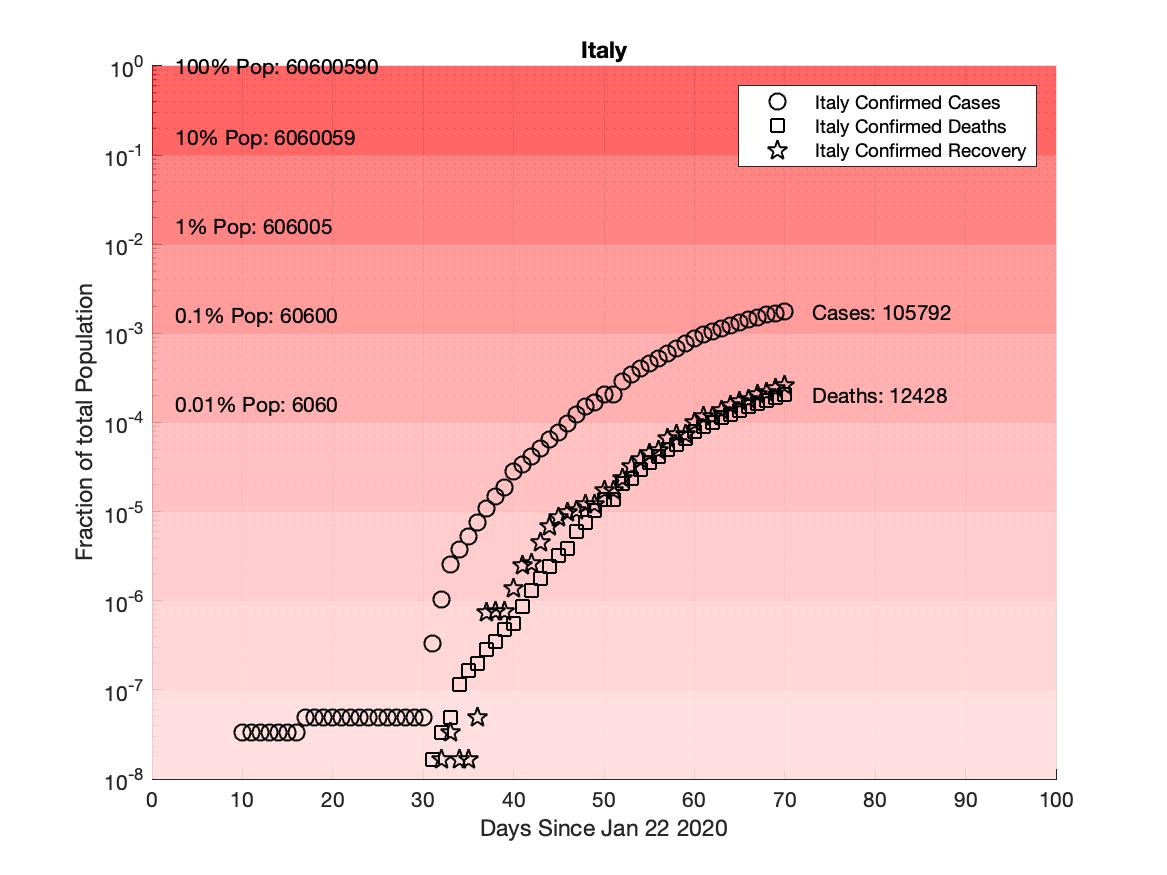 Italy
10^0
100% Pop: 60600590
Italy Confirmed Cases
Italy Confirmed Deaths
Italy Confirmed Recovery
10% Pop: 6060059
10^-1
1% Pop: 606005
10^-2
0.1% Pop: 60600
Cases: 105792
10^-3
0.01% Pop: 6060
Deaths: 12428
10^-4
10^-5
10^-6
10^-7
10^-8
Fraction of total Population
0 10 20 30 40 50 60 70 80 90 100
Days Since Jan 22 2020